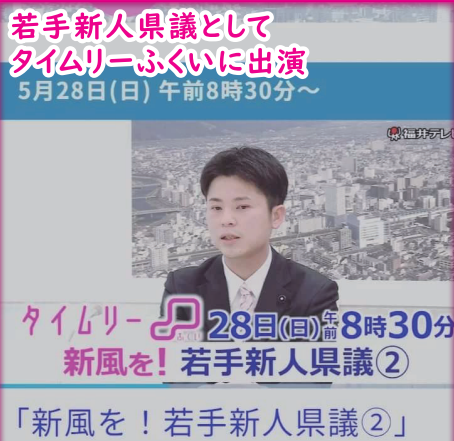 若手新人県議として
タイムリーふくいに出演
5月28日(日) 午前8時30分～
福井テレ
タイムリー 28日(日)午前8時30分
新風を！若手新人県議②
「新風を！若手新人県議②」